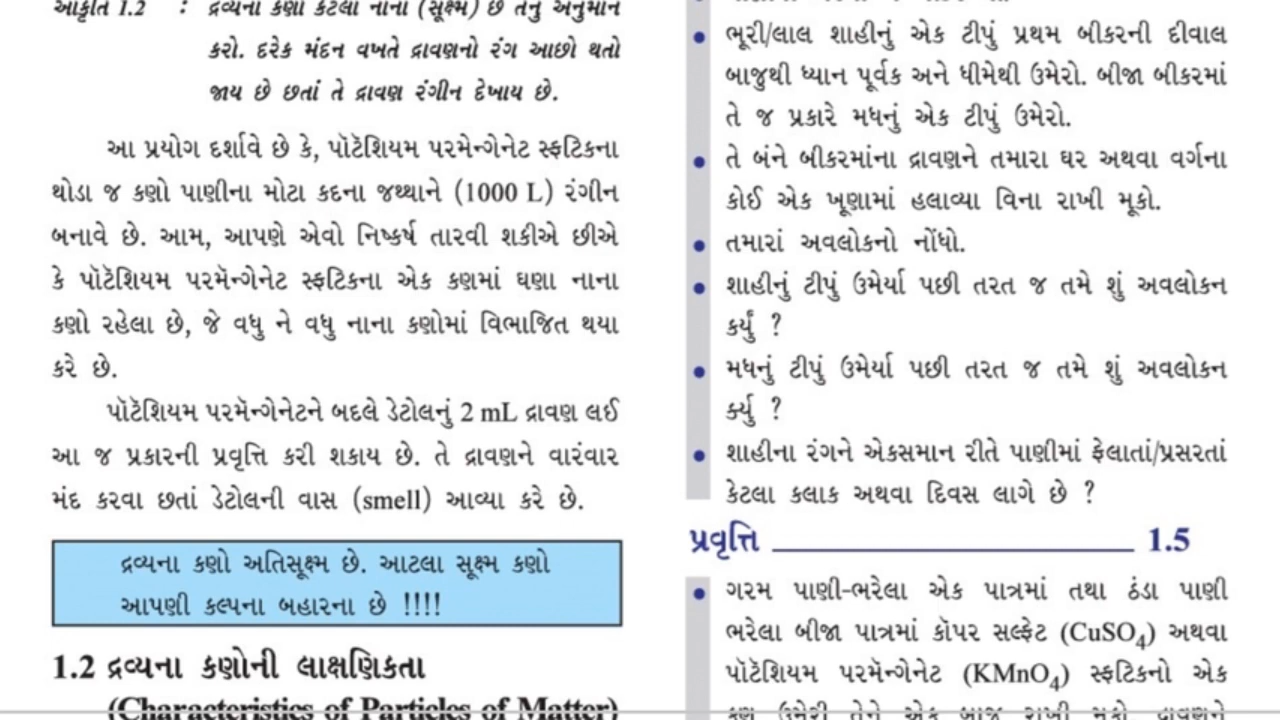 આકૃતિ 1.2 : દ્રવ્યના કણો કેટલા નાના (સૂક્ષ્મ) છે તેનું અનુમાન
કરો. દરેક મંદન વખતે દ્રાવણનો રંગ આછો થતો
જાય છે છતાં તે દ્રાવણ રંગીન દેખાય છે.
આ પ્રયોગ દર્શાવે છે કે, પૉટૅશિયમ પરમૅન્ગેનેટ સ્ફટિકના
થોડા જ કણો પાણીના મોટા કદના જથ્થાને (1000 L) રંગીન
બનાવે છે. આમ, આપણે એવો નિષ્કર્ષ તારવી શકીએ છીએ
કે પૉટૅશિયમ પરમૅન્ગેનેટ સ્ફટિકના એક કણમાં ઘણા નાના
કણો રહેલા છે, જે વધુ ને વધુ નાના કણોમાં વિભાજિત થયા
કરે છે.
પૉટૅશિયમ પરમૅન્ગેનેટને બદલે ડેટોલનું 2 mL દ્રાવણ લઈ
આ જ પ્રકારની પ્રવૃત્તિ કરી શકાય છે. તે દ્રાવણને વારંવાર
મંદ કરવા છતાં ડેટોલની વાસ (smell) આવ્યા કરે છે.
દ્રવ્યના કણો અતિસૂક્ષ્મ છે. આટલા સૂક્ષ્મ કણો
આપણી કલ્પના બહારના છે !!!!
1.2 દ્રવ્યના કણોની લાક્ષણિકતા
(Characteristics of Particles of Matter)
• ભૂરી/લાલ શાહીનું એક ટીપું પ્રથમ બીકરની દીવાલ
બાજુથી ધ્યાન પૂર્વક અને ધીમેથી ઉમેરો. બીજા બીકરમાં
તે જ પ્રકારે મધનું એક ટીપું ઉમેરો.
• તે બંને બીકરમાંના દ્રાવણને તમારા ઘર અથવા વર્ગના
કોઈ એક ખૂણામાં હલાવ્યા વિના રાખી મૂકો.
• તમારાં અવલોકનો નોંધો.
• શાહીનું ટીપું ઉમેર્યા પછી તરત જ તમે શું અવલોકન
કર્યું ?
• મધનું ટીપું ઉમેર્યા પછી તરત જ તમે શું અવલોકન
કર્યુ ?
• શાહીના રંગને એકસમાન રીતે પાણીમાં ફેલાતાં/પ્રસરતાં
કેટલા કલાક અથવા દિવસ લાગે છે ?
પ્રવૃત્તિ 1.5
• ગરમ પાણી-ભરેલા એક પાત્રમાં તથા ઠંડા પાણી
ભરેલા બીજા પાત્રમાં કૉપર સલ્ફેટ (CuSO₄) અથવા
પૉટૅશિયમ પરમૅન્ગેનેટ (KMnO₄) સ્ફટિકનો એક